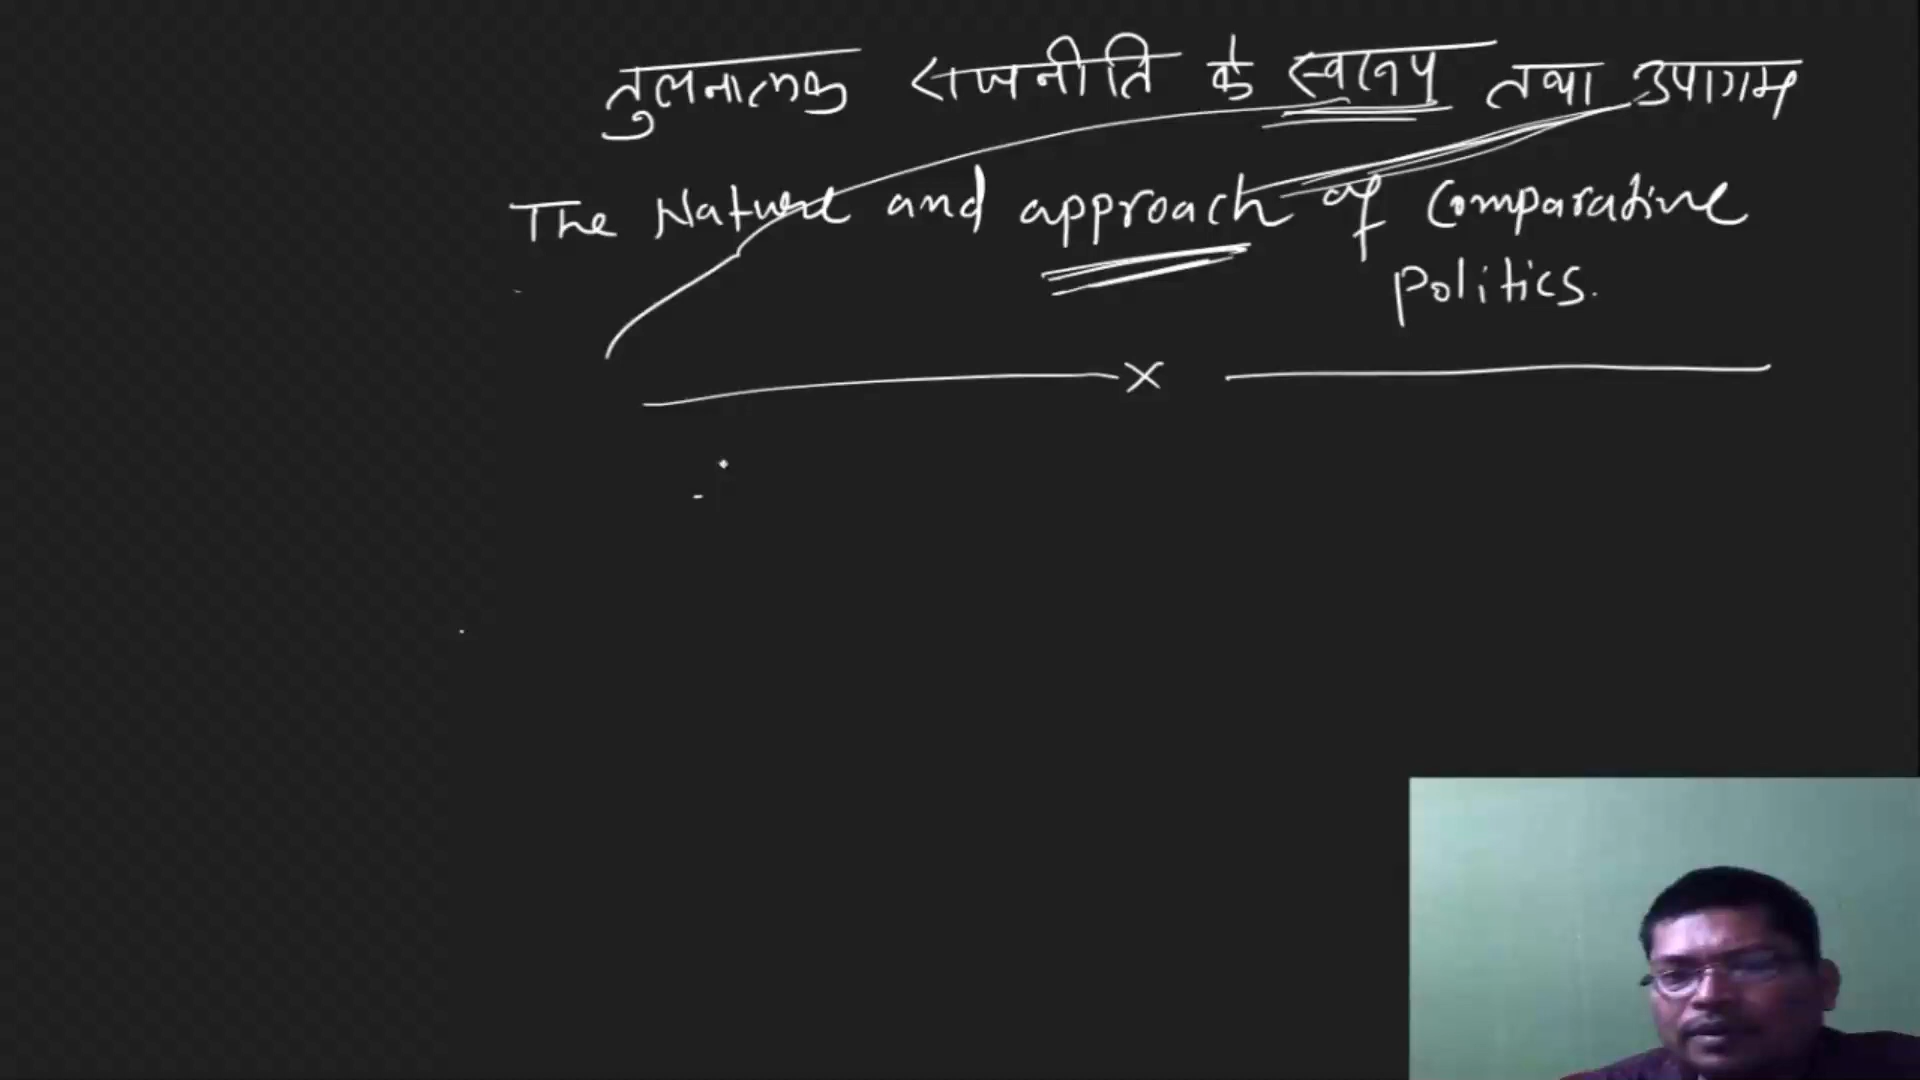 तुलनात्मक राजनीति के स्वरूप तथा उपागम
The Nature and approach of Comparative
politics.
x